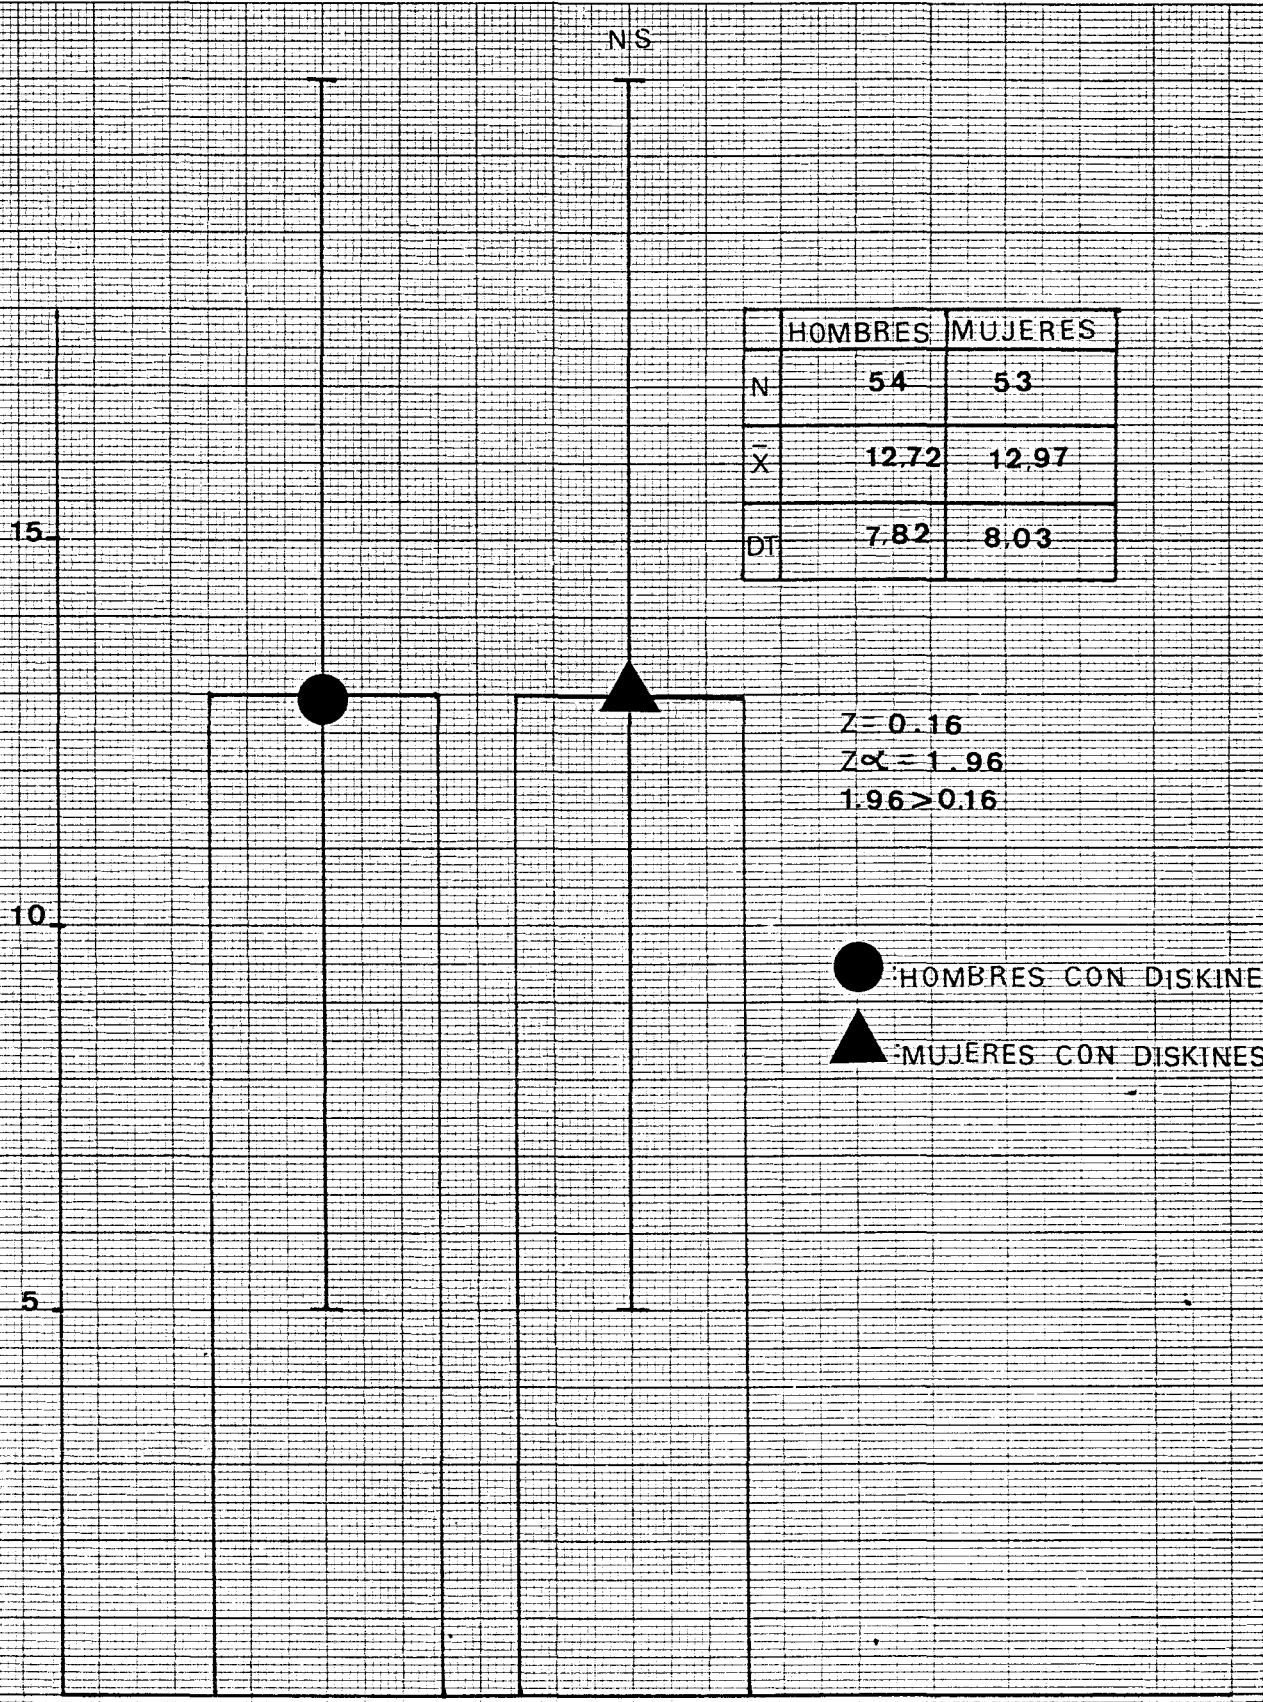 NS
HOMBRES MUJERES
N 54 53
X̄ 12,72 12,97
DT 7,82 8,03
15
Z= 0.16
Zα = 1.96
1.96>0.16
10
:HOMBRES CON DISKINE
:MUJERES CON DISKINES
5